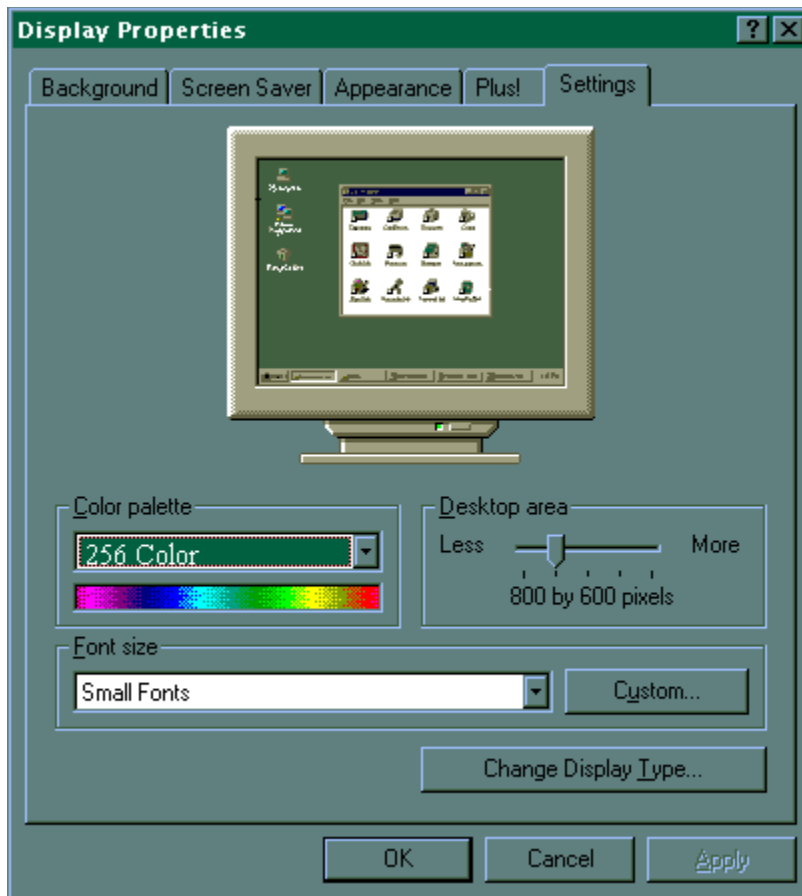 Display Properties
Background Screen Saver Appearance Plus! Settings
Color palette
256 Color
Desktop area
Less More
800 by 600 pixels
Font size
Small Fonts
Custom...
Change Display Type...
OK Cancel Apply